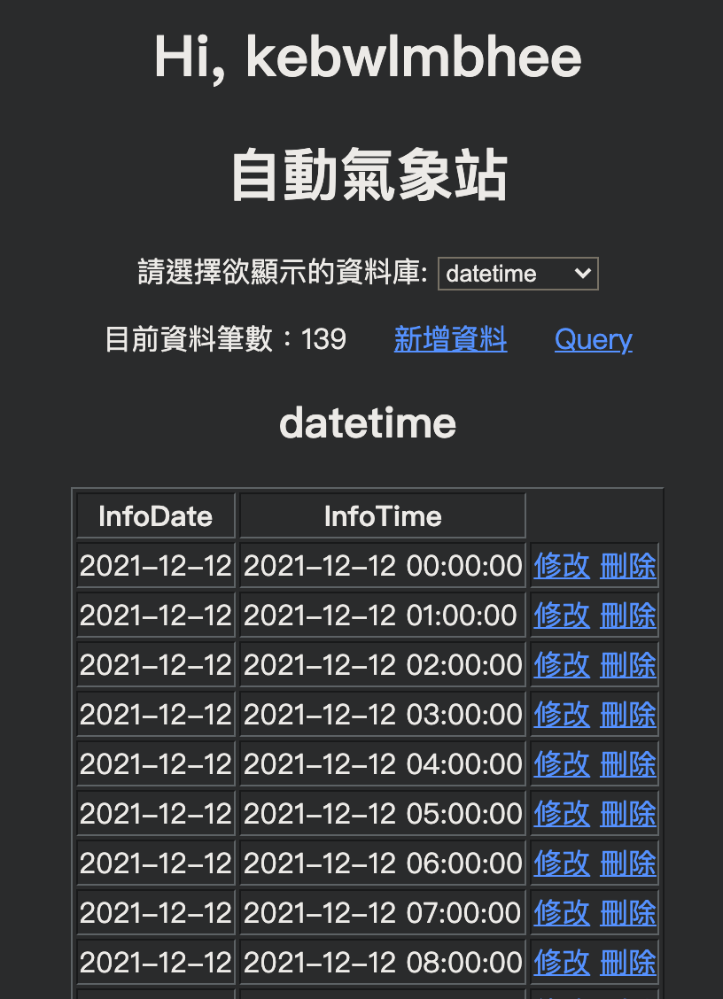 Hi, kebwlmbhee
自動氣象站
請選擇欲顯示的資料庫: datetime
目前資料筆數：139 新增資料 Query
datetime
InfoDate InfoTime
2021-12-12 2021-12-12 00:00:00 修改 刪除
2021-12-12 2021-12-12 01:00:00 修改 刪除
2021-12-12 2021-12-12 02:00:00 修改 刪除
2021-12-12 2021-12-12 03:00:00 修改 刪除
2021-12-12 2021-12-12 04:00:00 修改 刪除
2021-12-12 2021-12-12 05:00:00 修改 刪除
2021-12-12 2021-12-12 06:00:00 修改 刪除
2021-12-12 2021-12-12 07:00:00 修改 刪除
2021-12-12 2021-12-12 08:00:00 修改 刪除